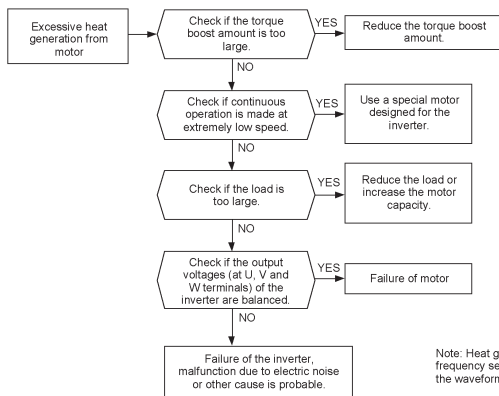 Excessive heat
generation from
motor
Check if the torque
boost amount is too
large.
YES
Reduce the torque boost
amount.
NO
Check if continuous
operation is made at
extremely low speed.
YES
Use a special motor
designed for the
inverter.
NO
Check if the load is
too large.
YES
Reduce the load or
increase the motor
capacity.
NO
Check if the output
voltages (at U, V and
W terminals) of the
inverter are balanced.
YES
Failure of motor
NO
Failure of the inverter,
malfunction due to electric noise
or other cause is probable.
Note: Heat
frequency
the